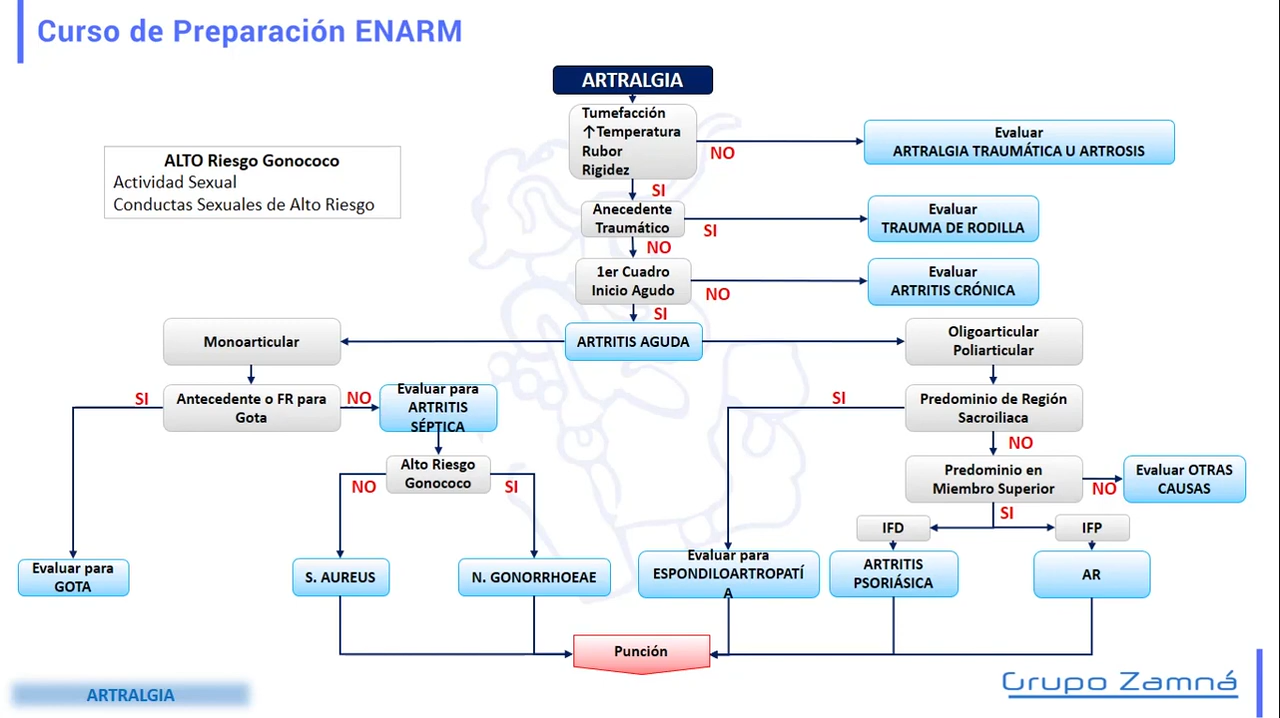 Curso de Preparación ENARM
ARTRALGIA
Tumefacción
↑Temperatura
Rubor
Rigidez
NO
Evaluar
ARTRALGIA TRAUMÁTICA U ARTROSIS
ALTO Riesgo Gonococo
Actividad Sexual
Conductas Sexuales de Alto Riesgo
SI
Anecedente
Traumático
SI
Evaluar
TRAUMA DE RODILLA
NO
1er Cuadro
Inicio Agudo
NO
Evaluar
ARTRITIS CRÓNICA
SI
Monoarticular
ARTRITIS AGUDA
Oligoarticular
Poliarticular
SI
Antecedente o FR para
Gota
NO
Evaluar para
ARTRITIS
SÉPTICA
SI
Predominio de Región
Sacroiliaca
NO
Alto Riesgo
Gonococo
NO
SI
Predominio en
Miembro Superior
NO
Evaluar OTRAS
CAUSAS
SI
IFD
IFP
Evaluar para
GOTA
S. AUREUS
N. GONORRHOEAE
Evaluar para
ESPONDILOARTROPATÍ
A
ARTRITIS
PSORIÁSICA
AR
Punción
ARTRALGIA
Grupo Zamná